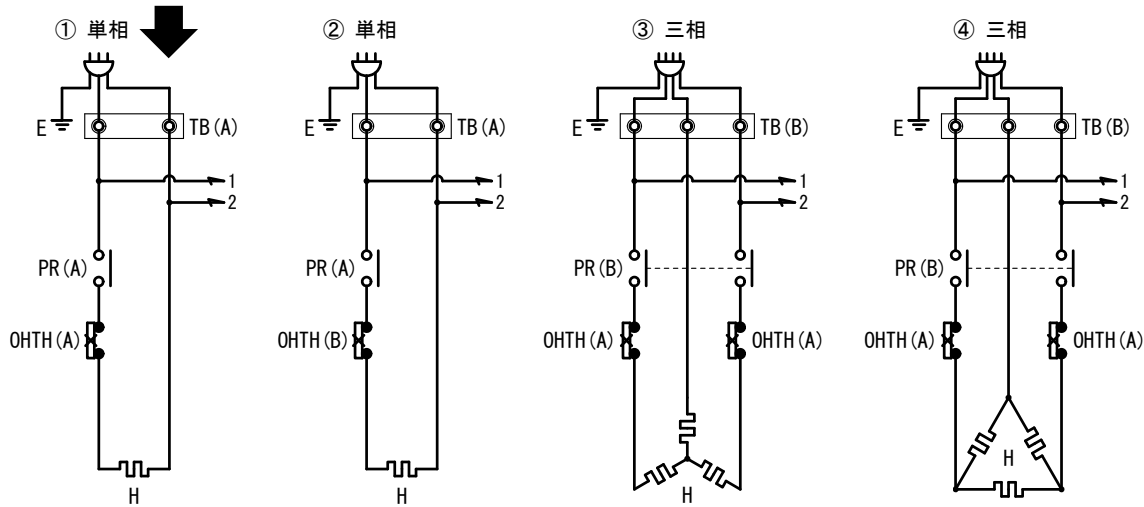 ① 単相
E
TB(A)
1
2
PR(A)
OHTH(A)
H
② 単相
E
TB(A)
1
2
PR(A)
OHTH(B)
H
③ 三相
E
TB(B)
1
2
PR(B)
OHTH(A)
OHTH(A)
H
④ 三相
E
TB(B)
1
2
PR(B)
OHTH(A)
OHTH(A)
H